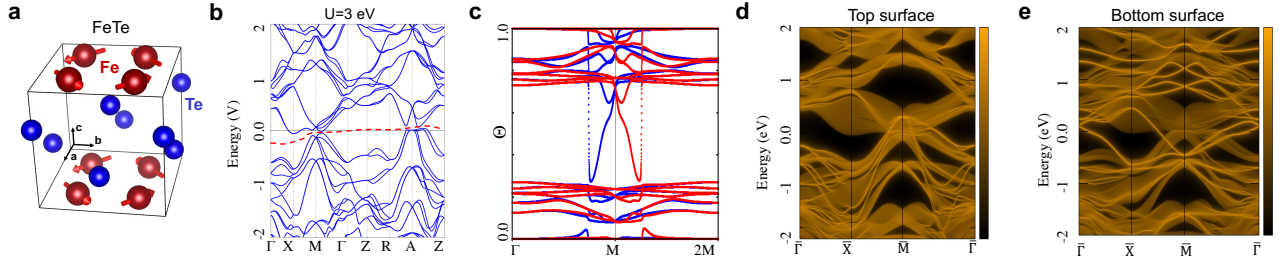 a
FeTe
Fe
Te
c
b
a
b
U=3 eV
Energy (V)
2
1
0.0
-1
-2
Γ X M Γ Z R A Z
c
1.0
Θ
0.0
Γ M 2M
d
Top surface
Energy (eV)
2
1
0.0
-1
-2
Γ̄ X̄ M̄ Γ̄
e
Bottom surface
Energy (eV)
2
1
0.0
-1
-2
Γ̄ X̄ M̄ Γ̄